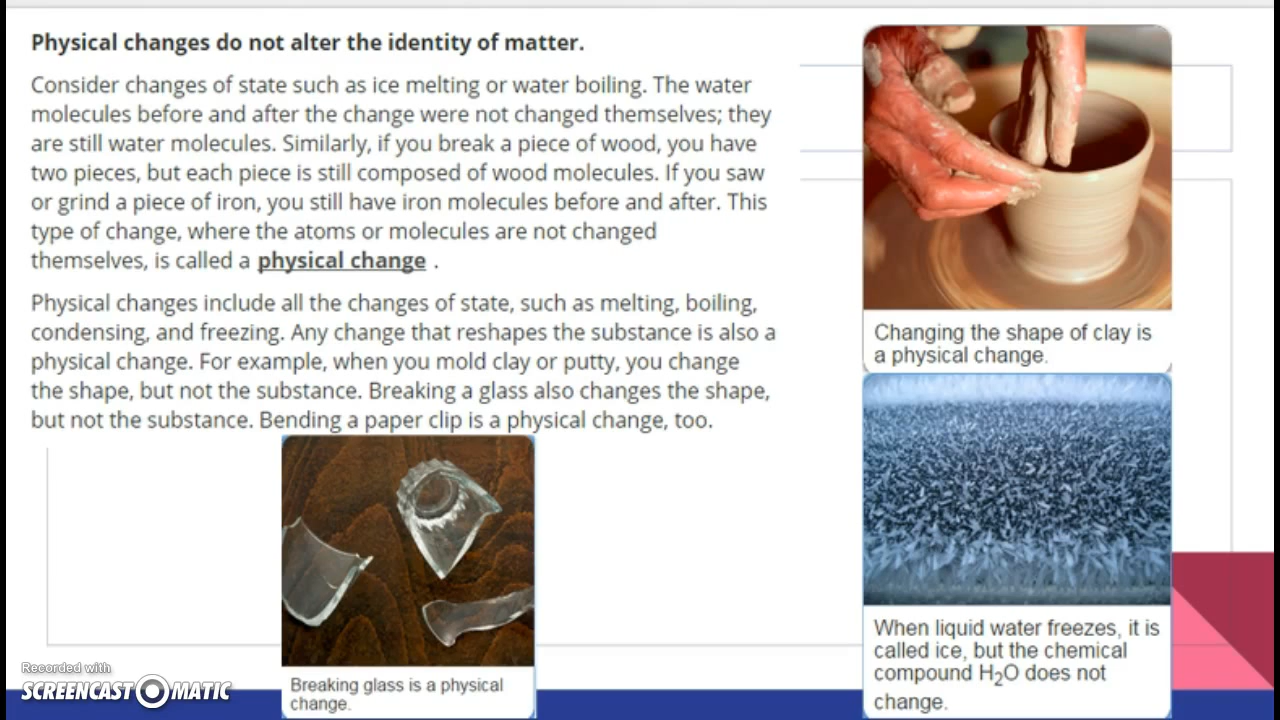 Physical changes do not alter the identity of matter.
Consider changes of state such as ice melting or water boiling. The water
molecules before and after the change were not changed themselves; they
are still water molecules. Similarly, if you break a piece of wood, you have
two pieces, but each piece is still composed of wood molecules. If you saw
or grind a piece of iron, you still have iron molecules before and after. This
type of change, where the atoms or molecules are not changed
themselves, is called a physical change .
Physical changes include all the changes of state, such as melting, boiling,
condensing, and freezing. Any change that reshapes the substance is also a
physical change. For example, when you mold clay or putty, you change
the shape, but not the substance. Breaking a glass also changes the shape,
but not the substance. Bending a paper clip is a physical change, too.
Changing the shape of clay is
a physical change.
When liquid water freezes, it is
called ice, but the chemical
compound H₂O does not
change.
Breaking glass is a physical
change.
Recorded with
SCREENCAST-O-MATIC